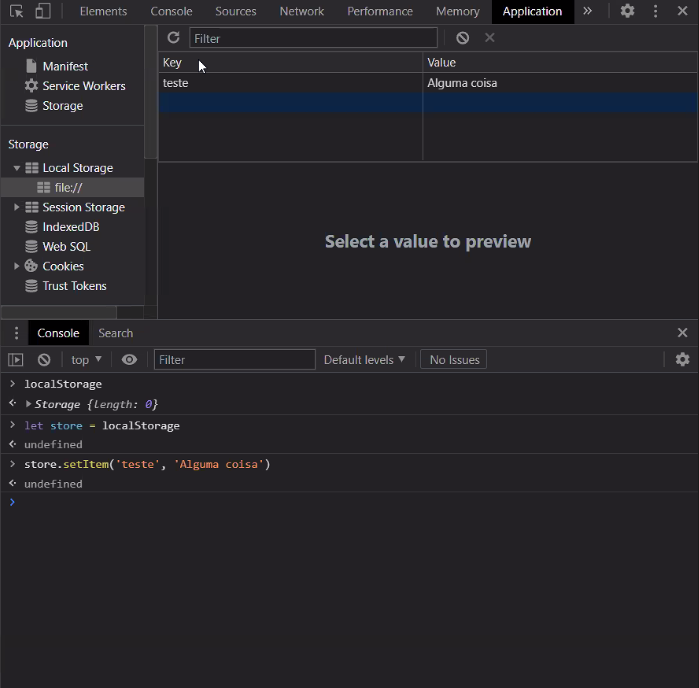 Elements Console Sources Network Performance Memory Application »
Application
Manifest
Service Workers
Storage
Storage
Local Storage
file://
Session Storage
IndexedDB
Web SQL
Cookies
Trust Tokens
Filter
Key Value
teste Alguma coisa
Select a value to preview
Console Search
top Filter Default levels No Issues
> localStorage
Storage {length: 0}
> let store = localStorage
undefined
> store.setItem('teste', 'Alguma coisa')
undefined
>